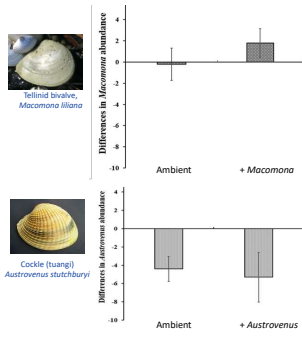 Differences in Macomona abundance
4
2
0
-2
-4
-6
-8
-10
Tellinid bivalve,
Macomona liliana
Ambient
+ Macomona
Differences in Austrovenus abundance
4
2
0
-2
-4
-6
-8
-10
Cockle (tuangi)
Austrovenus stutchburyi
Ambient
+ Austrovenus